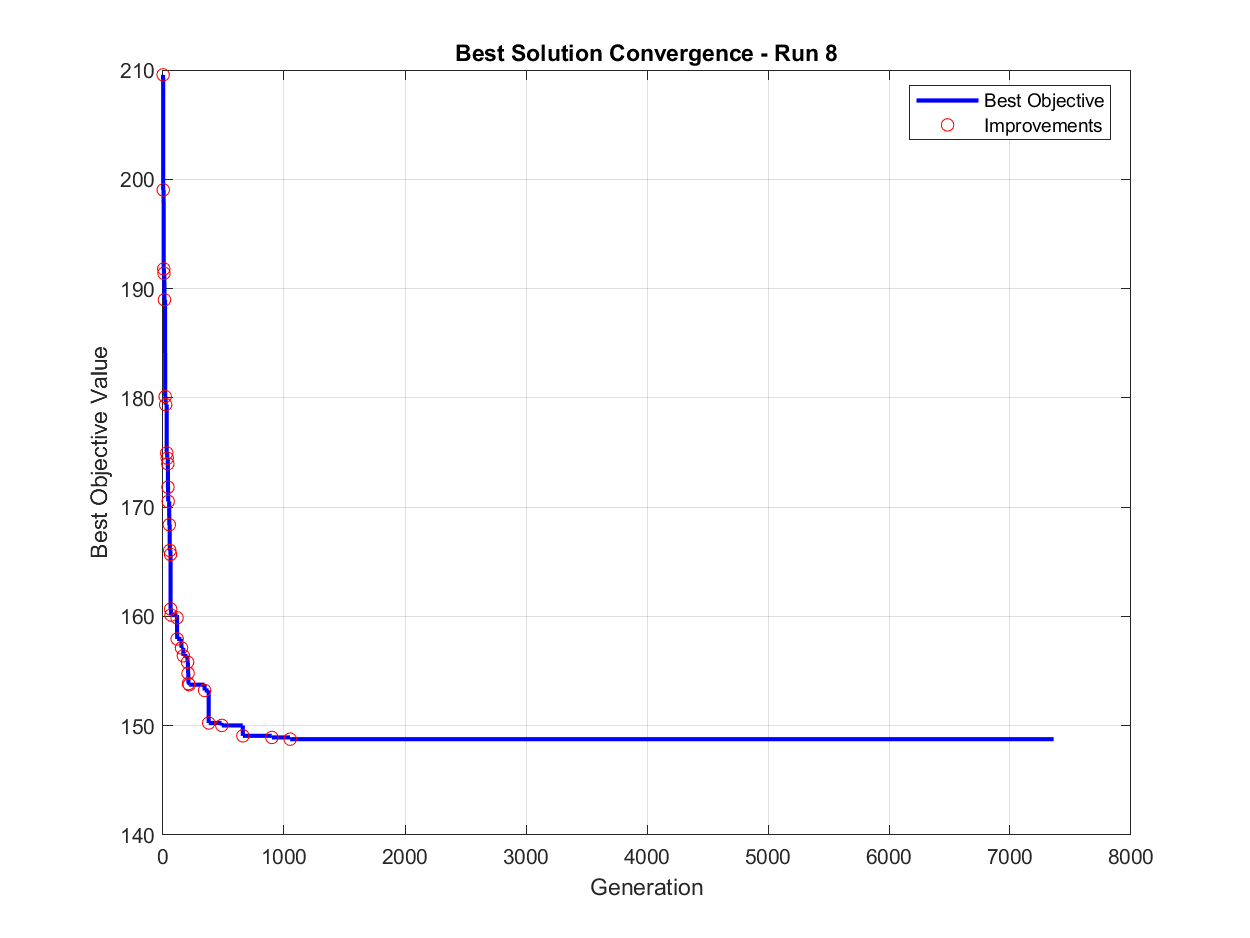 Best Solution Convergence - Run 8
Best Objective
Improvements
Best Objective Value
210
200
190
180
170
160
150
140
0 1000 2000 3000 4000 5000 6000 7000 8000
Generation